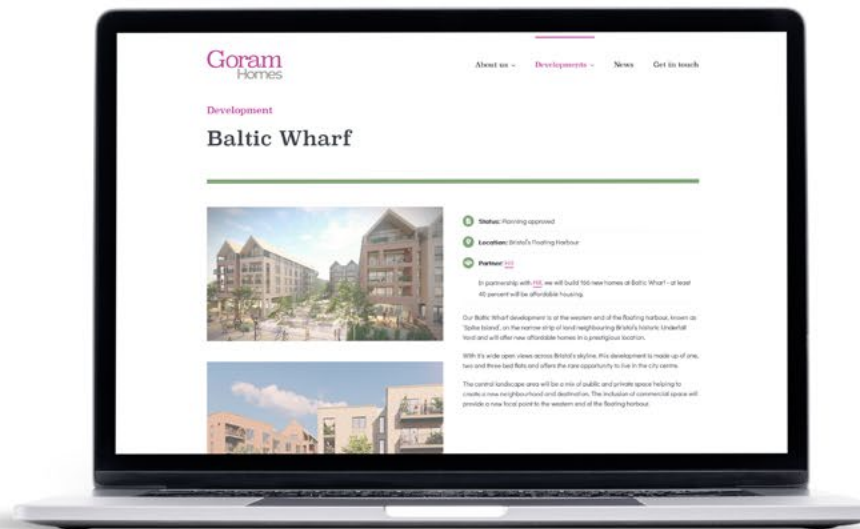 Goram
Homes
About us
Developments
News
Get in touch
Development
Baltic Wharf
Status: Planning approved
Location: Bristol's Floating Harbour
Partner: Hill
In partnership with Hill, we will build 166 new homes at Baltic Wharf - at least
40 percent will be affordable housing.
Our Baltic Wharf development is at the western end of the floating harbour, known as
'Spike Island', on the narrow strip of land neighbouring Bristol's historic Underfall
Yard and will offer new affordable homes in a prestigious location.
With it's wide open views across Bristol's skyline, this development is made up of one,
two and three bed flats and offers the rare opportunity to live in the city centre.
The central landscape area will be a mix of public and private space helping to
create a new neighbourhood and destination. The inclusion of commercial space will
provide a new focal point to the western end of the floating harbour.